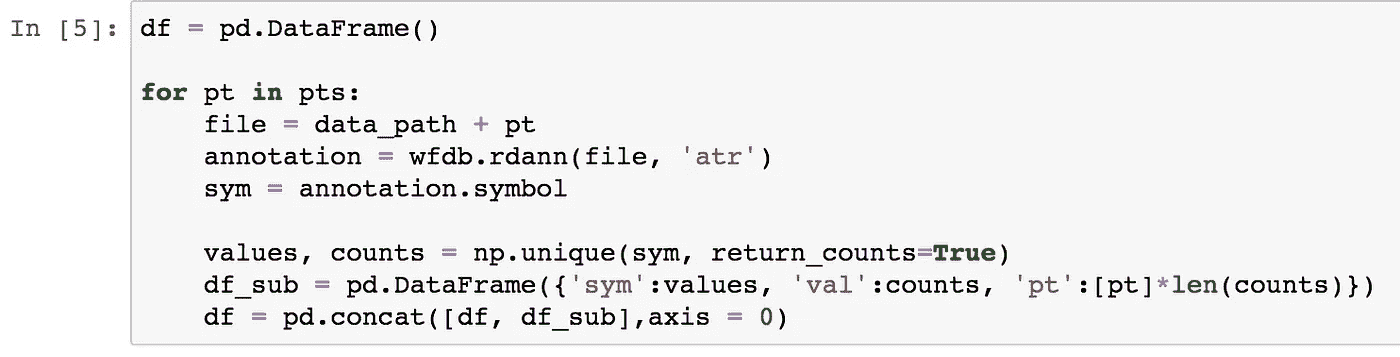 In [5]: df = pd.DataFrame()
for pt in pts:
    file = data_path + pt
    annotation = wfdb.rdann(file, 'atr')
    sym = annotation.symbol
    values, counts = np.unique(sym, return_counts=True)
    df_sub = pd.DataFrame({'sym':values, 'val':counts, 'pt':[pt]*len(counts)})
    df = pd.concat([df, df_sub],axis = 0)